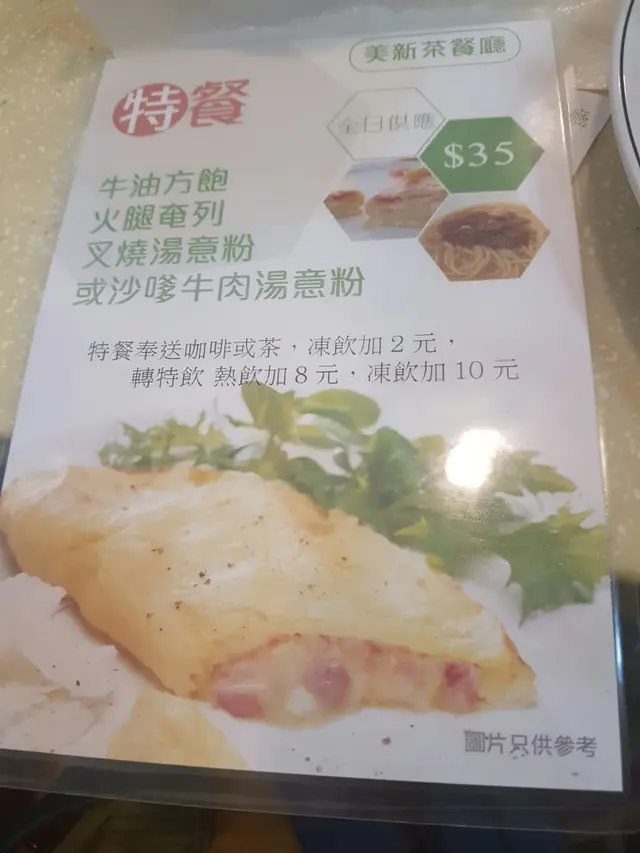 美新茶餐廳
特餐
全日供應
$35
牛油方飽
火腿奄列
叉燒湯意粉
或沙嗲牛肉湯意粉
特餐奉送咖啡或茶，凍飲加 2 元，
轉特飲 熱飲加 8 元，凍飲加 10 元
圖片只供參考